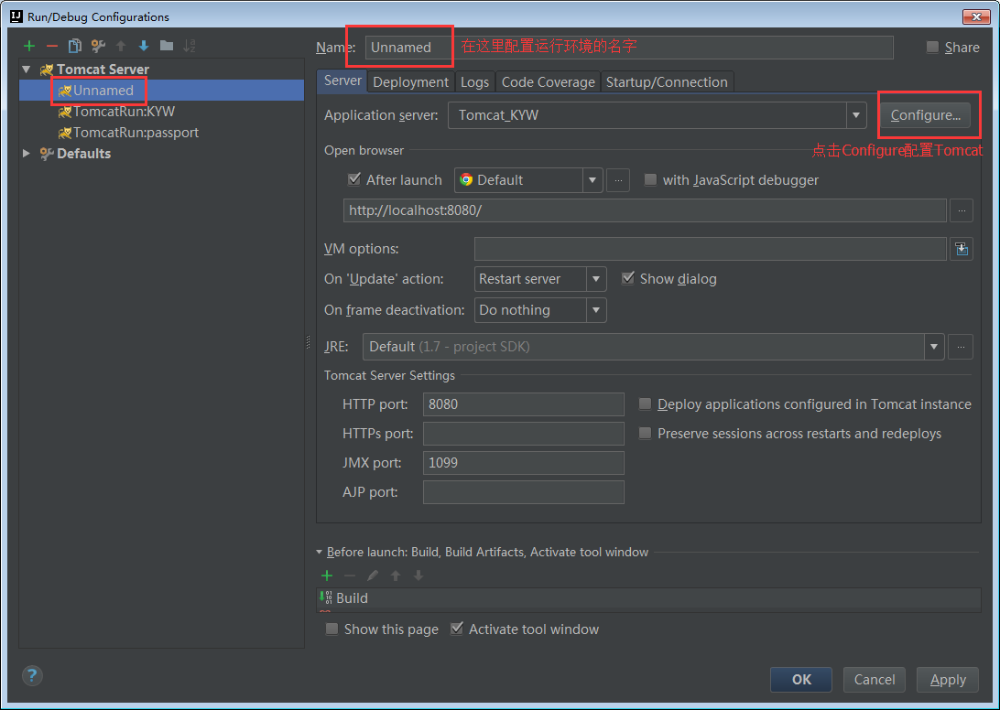 Run/Debug Configurations
Name: Unnamed 在这里配置运行环境的名字 Share
Tomcat Server
Unnamed
TomcatRun:KYW
TomcatRun:passport
Defaults
Server Deployment Logs Code Coverage Startup/Connection
Application server: Tomcat_KYW Configure...
点击Configure配置Tomcat
Open browser
After launch Default ... with JavaScript debugger
http://localhost:8080/ ...
VM options:
On 'Update' action: Restart server Show dialog
On frame deactivation: Do nothing
JRE: Default (1.7 - project SDK) ...
Tomcat Server Settings
HTTP port: 8080 Deploy applications configured in Tomcat instance
HTTPs port: Preserve sessions across restarts and redeploys
JMX port: 1099
AJP port:
Before launch: Build, Build Artifacts, Activate tool window
Build
Show this page Activate tool window
? OK Cancel Apply